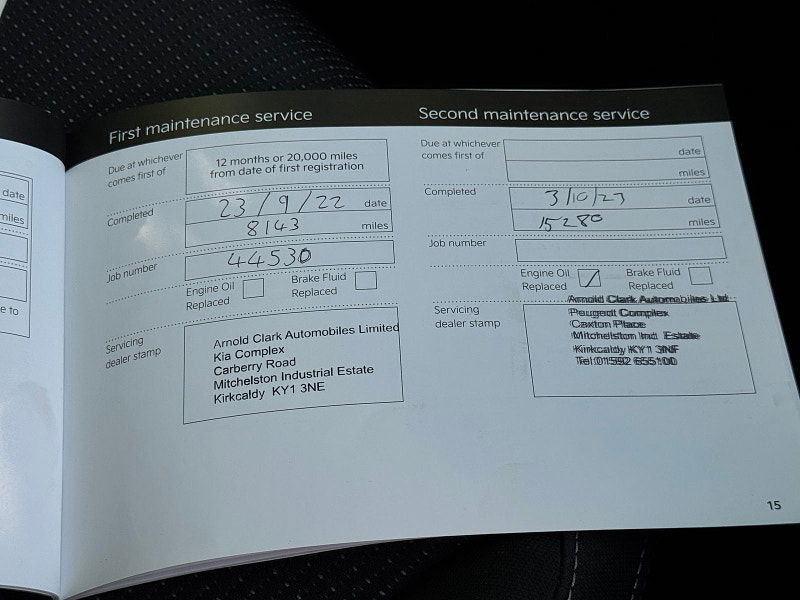 date
miles
e to
First maintenance service
Due at whichever
comes first of
12 months or 20,000 miles
from date of first registration
Completed
23/9/22 date
8143 miles
Job number
44530
Engine Oil
Replaced
Brake Fluid
Replaced
Servicing
dealer stamp
Arnold Clark Automobiles Limited
Kia Complex
Carberry Road
Mitchelston Industrial Estate
Kirkcaldy KY1 3NE
Second maintenance service
Due at whichever
comes first of
date
miles
Completed
3/10/23 date
15280 miles
Job number
Engine Oil
Replaced
Brake Fluid
Replaced
Servicing
dealer stamp
Arnold Clark Automobiles Ltd
Peugeot Complex
Caxton Place
Mitchelston Ind. Estate
Kirkcaldy KY1 3NF
Tel:01592 655100
15